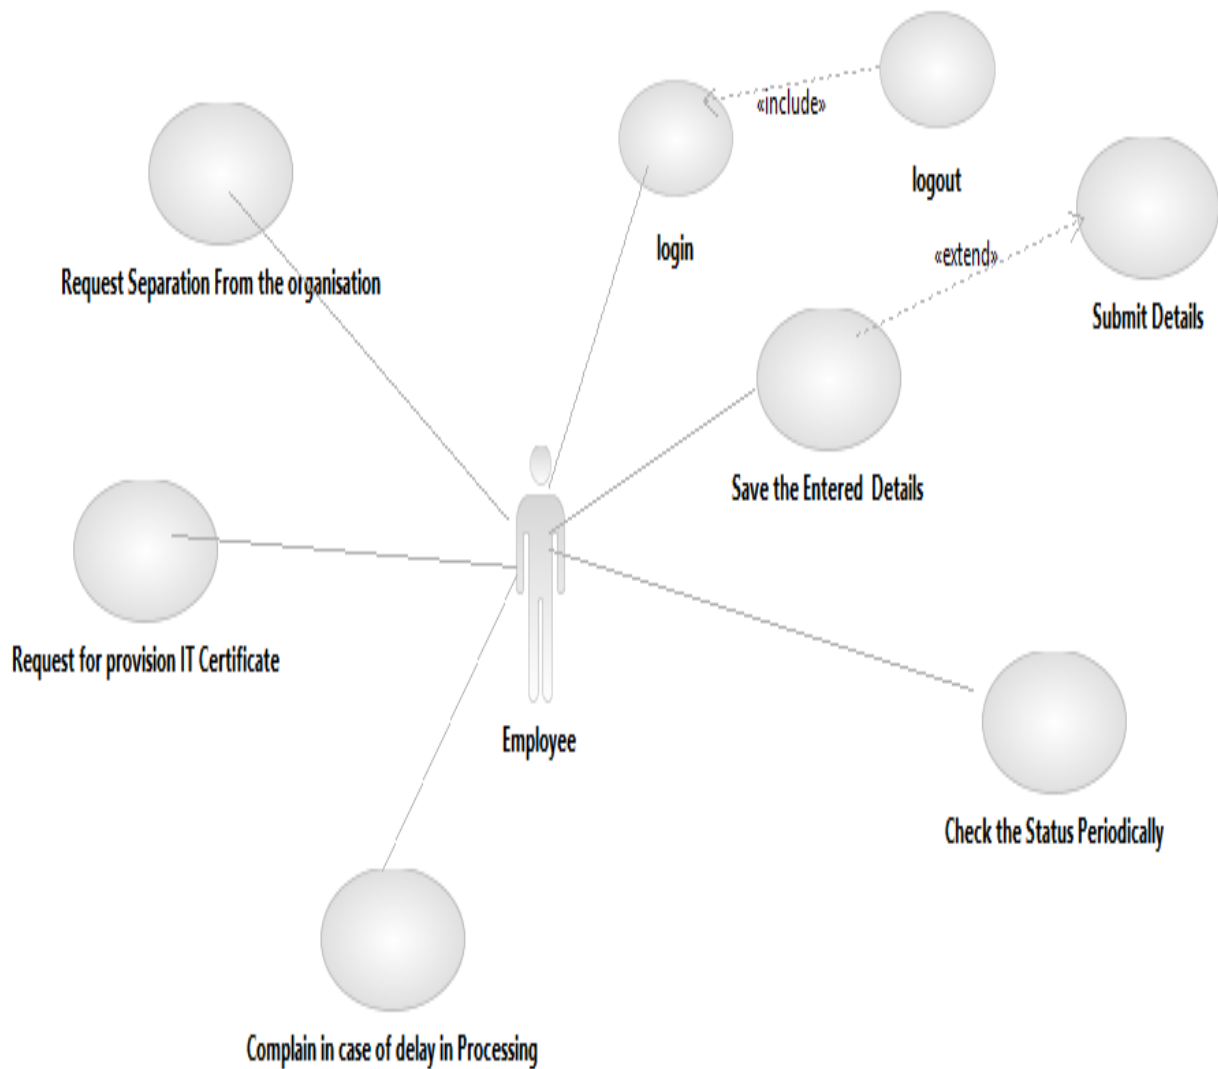 «include»
logout
login
Request Separation From the organisation
«extend»
Submit Details
Save the Entered Details
Request for provision IT Certificate
Employee
Check the Status Periodically
Complain in case of delay in Processing